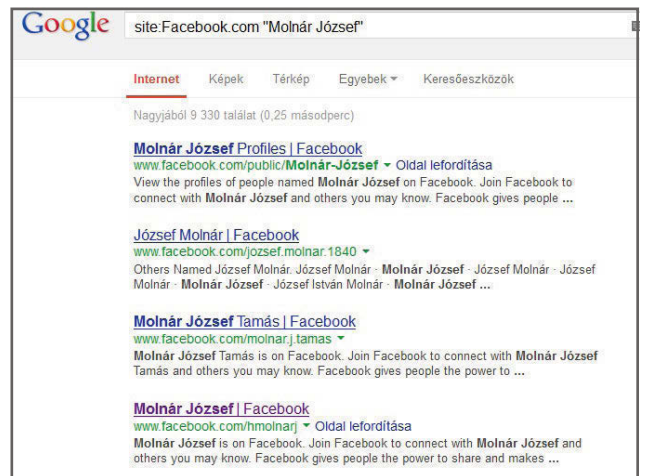 Google site:Facebook.com "Molnár József"
Internet Képek Térkép Egyebek Keresőeszközök
Nagyjából 9 330 találat (0,25 másodperc)
Molnár József Profiles | Facebook
www.facebook.com/public/Molnár-József Oldal lefordítása
View the profiles of people named Molnár József on Facebook. Join Facebook to
connect with Molnár József and others you may know. Facebook gives people ...
József Molnár | Facebook
www.facebook.com/jozsef.molnar.1840
Others Named József Molnár. József Molnár · Molnár József · József Molnár · József
Molnár · Molnár József · József István Molnár · Molnár József ...
Molnár József Tamás | Facebook
www.facebook.com/molnar.j.tamas
Molnár József Tamás is on Facebook. Join Facebook to connect with Molnár József
Tamás and others you may know. Facebook gives people the power to ...
Molnár József | Facebook
www.facebook.com/hmolnarj Oldal lefordítása
Molnár József is on Facebook. Join Facebook to connect with Molnár József and
others you may know. Facebook gives people the power to share and makes ...